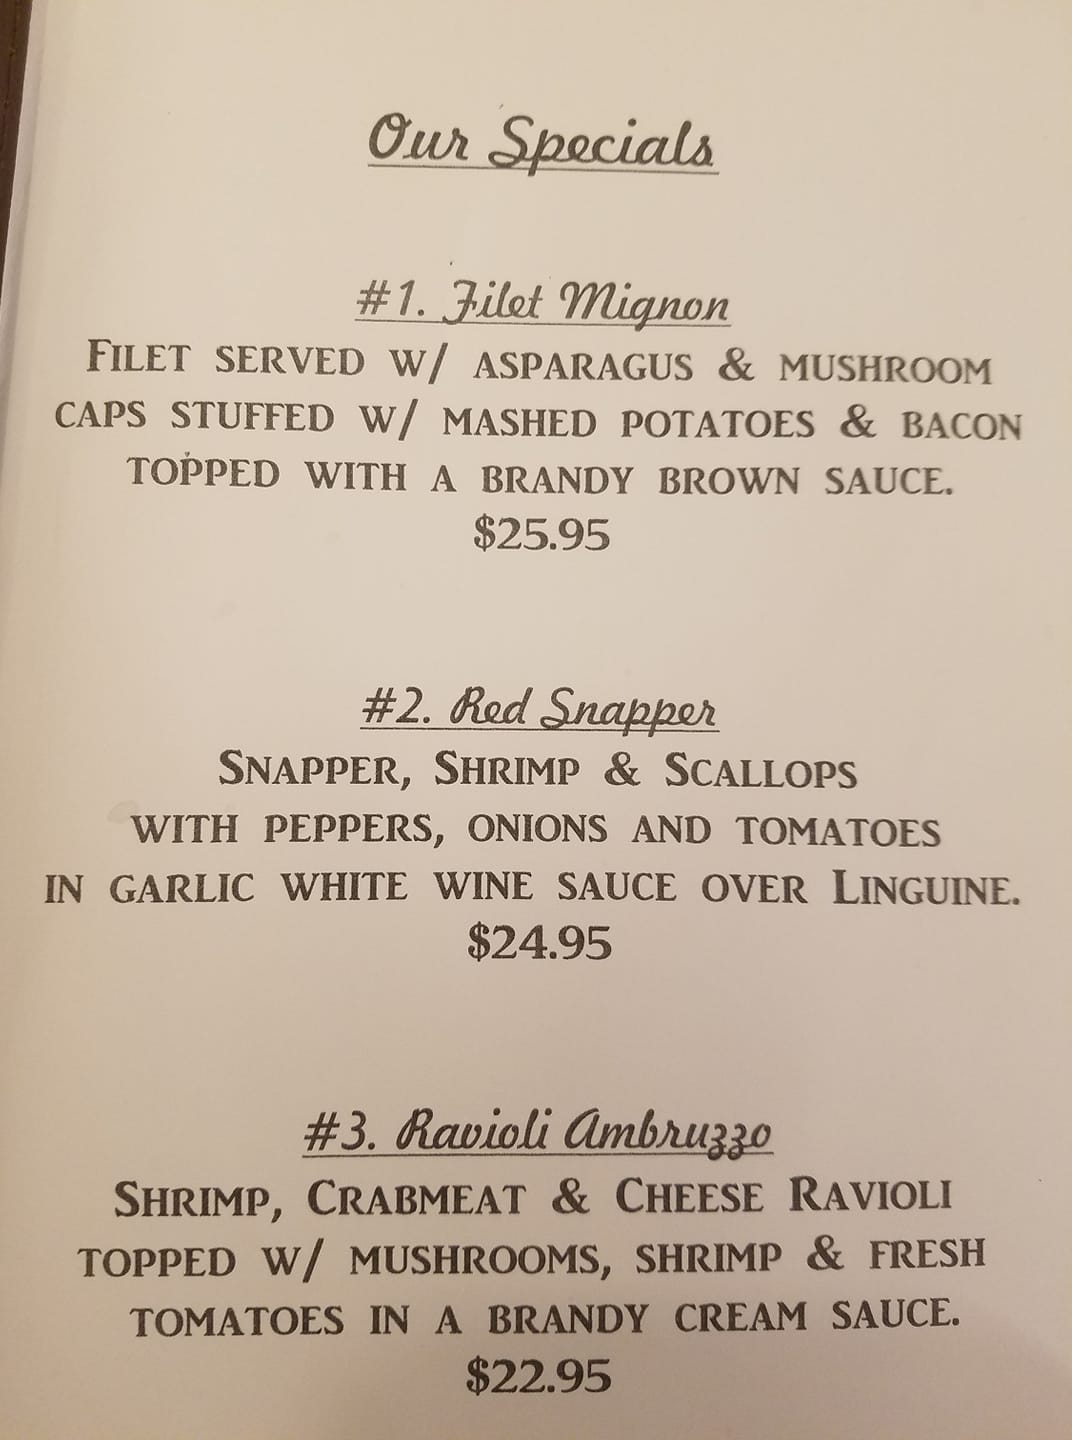 Our Specials
#1. Filet Mignon
Filet served w/ asparagus & mushroom
caps stuffed w/ mashed potatoes & bacon
topped with a brandy brown sauce.
$25.95
#2. Red Snapper
Snapper, Shrimp & Scallops
with peppers, onions and tomatoes
in garlic white wine sauce over Linguine.
$24.95
#3. Ravioli Ambruzzo
Shrimp, Crabmeat & Cheese Ravioli
topped w/ mushrooms, shrimp & fresh
tomatoes in a brandy cream sauce.
$22.95